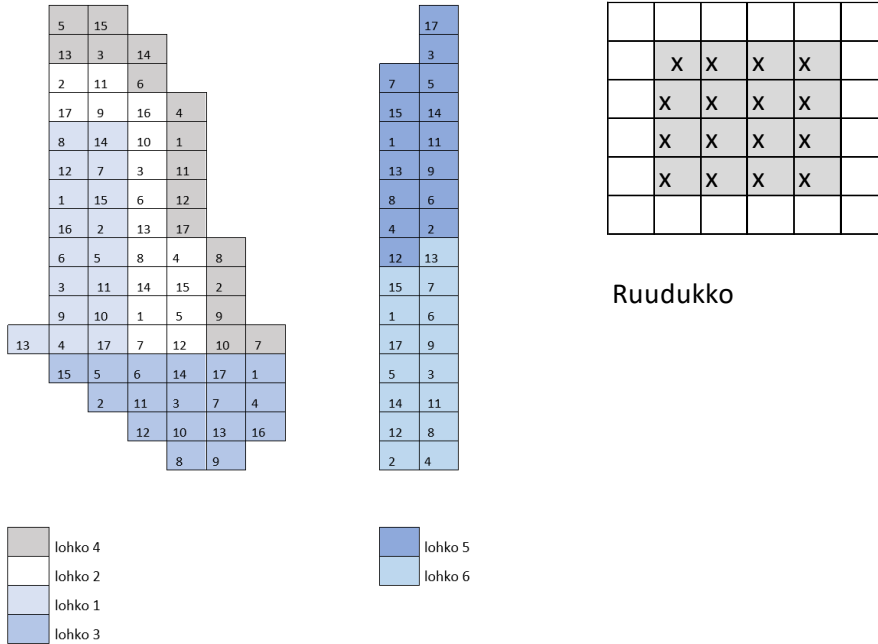 5 15
13 3 14
2 11 6
17 9 16 4
8 14 10 1
12 7 3 11
1 15 6 12
16 2 13 17
6 5 8 4 8
3 11 14 15 2
9 10 1 5 9
13 4 17 7 12 10 7
15 5 6 14 17 1
2 11 3 7 4
12 10 13 16
8 9
17
3
7 5
15 14
1 11
13 9
8 6
4 2
12 13
15 7
1 6
17 9
5 3
14 11
12 8
2 4
x x x x
x x x x
x x x x
x x x x
Ruudukko
lohko 4
lohko 2
lohko 1
lohko 3
lohko 5
lohko 6